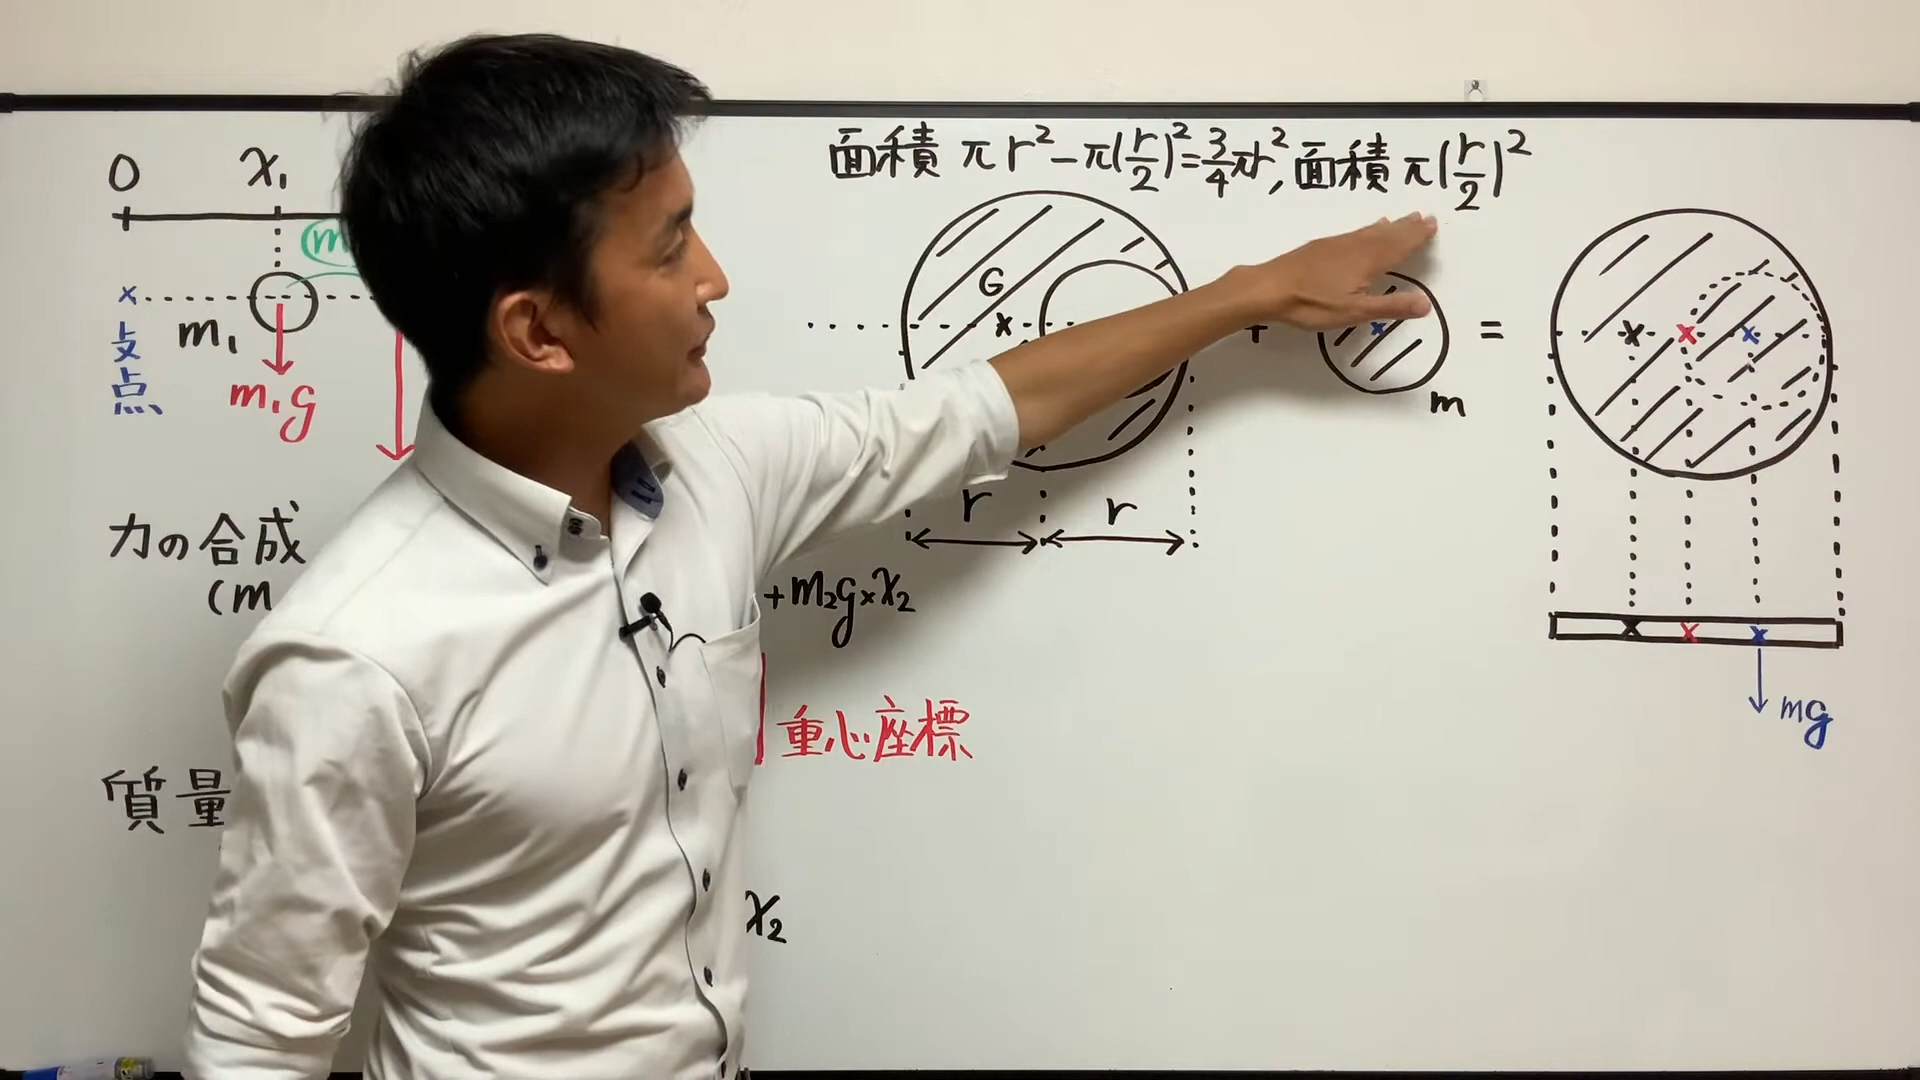 0 x₁
(m
x
支点
m₁
m₁g
力の合成
(m
+m₂g×x₂
重心座標
質量
x₂
面積 πr²-π(r/2)²=3/4πr², 面積 π(r/2)²
G
x
+
x
m
=
x x x
r r
x x x
mg